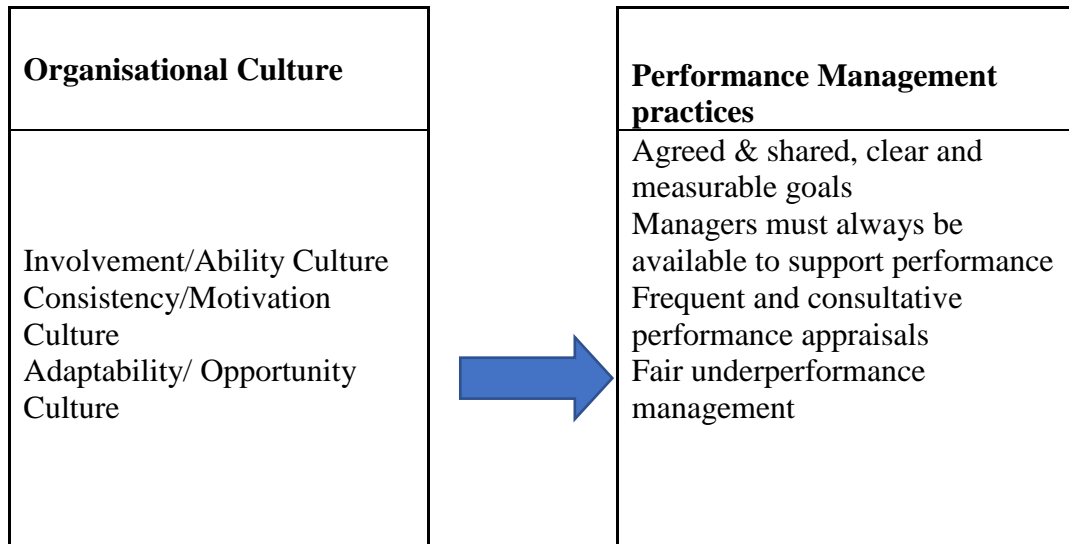 Organisational Culture
Involvement/Ability Culture
Consistency/Motivation
Culture
Adaptability/ Opportunity
Culture
Performance Management
practices
Agreed & shared, clear and
measurable goals
Managers must always be
available to support performance
Frequent and consultative
performance appraisals
Fair underperformance
management